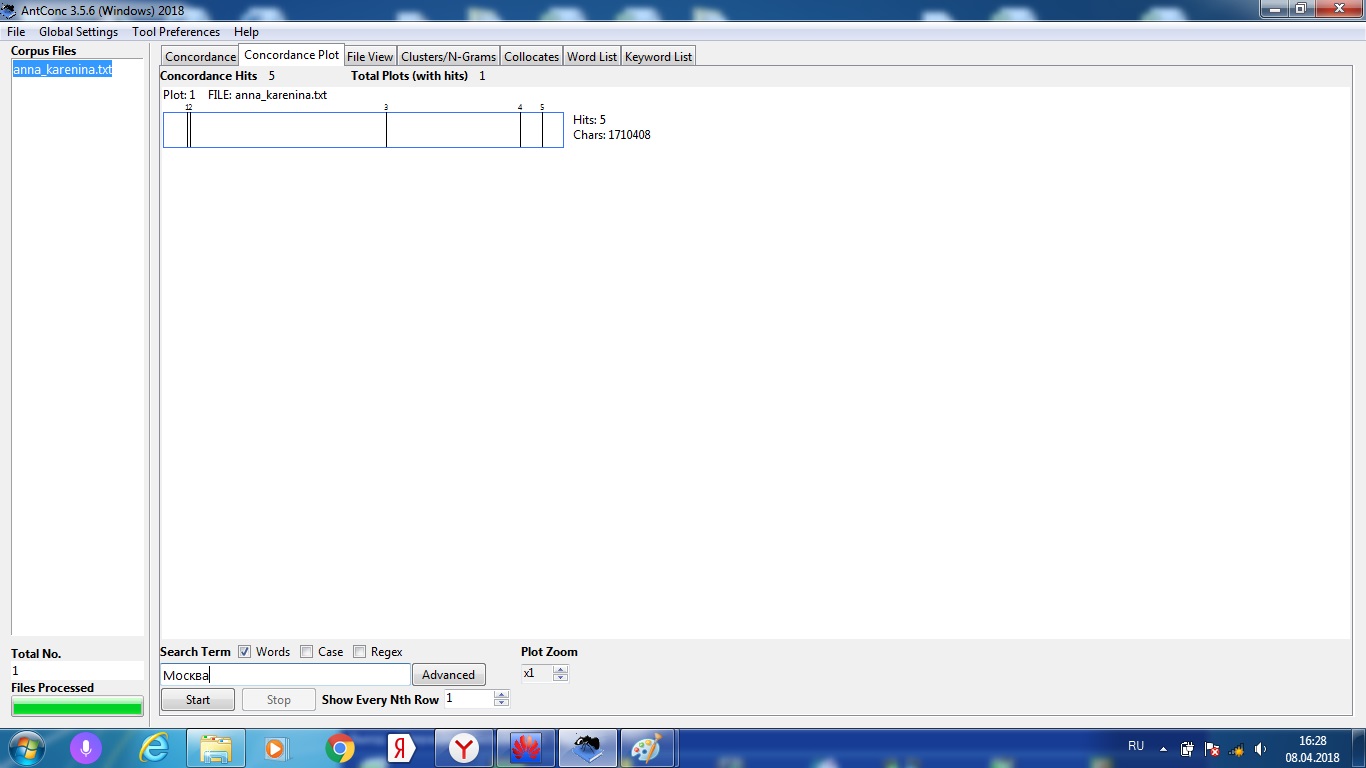 AntConc 3.5.6 (Windows) 2018
File Global Settings Tool Preferences Help
Corpus Files
anna_karenina.txt
Concordance Concordance Plot File View Clusters/N-Grams Collocates Word List Keyword List
Concordance Hits 5 Total Plots (with hits) 1
Plot: 1 FILE: anna_karenina.txt
1 2 3 4 5
Hits: 5
Chars: 1710408
Total No.
1
Files Processed
Search Term Words Case Regex Plot Zoom
Москва Advanced x1
Start Stop Show Every Nth Row 1
RU 16:28
08.04.2018